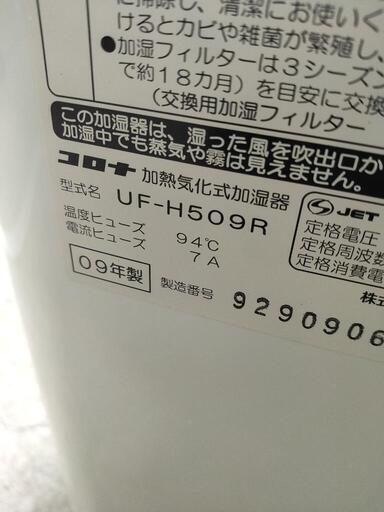 に掃除し、清潔にお使いく
けるとカビや雑菌が繁殖し、
●加湿フィルターは3シーズン
で約18カ月）を目安に交換
（交換用加湿フィルター
この加湿器は、湿った風を吹出口か
加湿中でも蒸気や霧は見えません。
コロナ 加熱気化式加湿器
型式名 UF-H509R
温度ヒューズ 94℃
電流ヒューズ 7A
09年製
製造番号 9290906
JET
定格電圧
定格周波数
定格消費電
株式